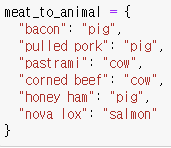 meat_to_animal = {
  "bacon": "pig",
  "pulled pork": "pig",
  "pastrami": "cow",
  "corned beef": "cow",
  "honey ham": "pig",
  "nova lox": "salmon"
}